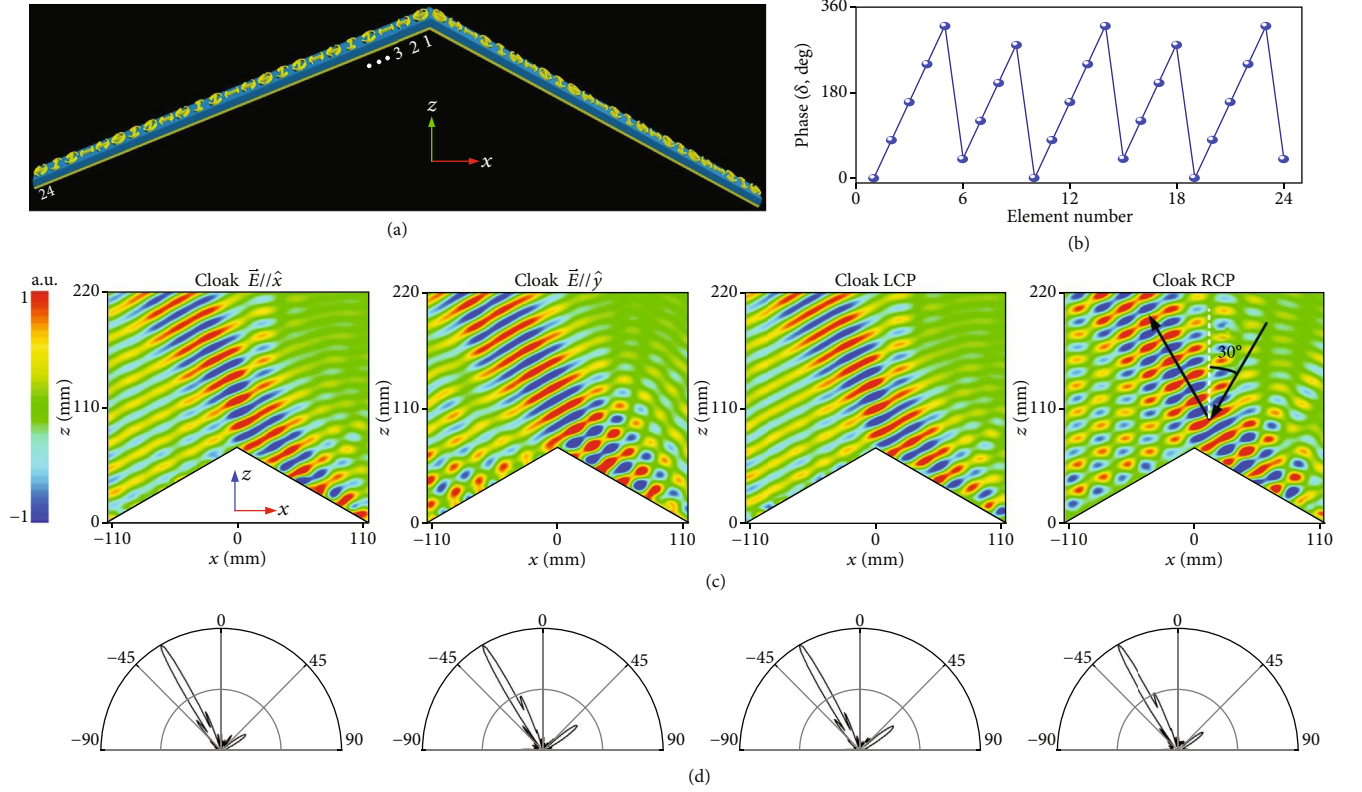 ••• 3 2 1
24
z
x
(a)
360
180
0
Phase (δ, deg)
0 6 12 18 24
Element number
(b)
a.u.
1
−1
Cloak E⃗//x̂
220
110
0
z (mm)
z
x
−110 0 110
x (mm)
Cloak E⃗//ŷ
220
110
0
z (mm)
−110 0 110
x (mm)
Cloak LCP
220
110
0
z (mm)
−110 0 110
x (mm)
Cloak RCP
220
110
0
z (mm)
30°
−110 0 110
x (mm)
(c)
0
−45 45
−90 90
0
−45 45
−90 90
0
−45 45
−90 90
0
−45 45
−90 90
(d)